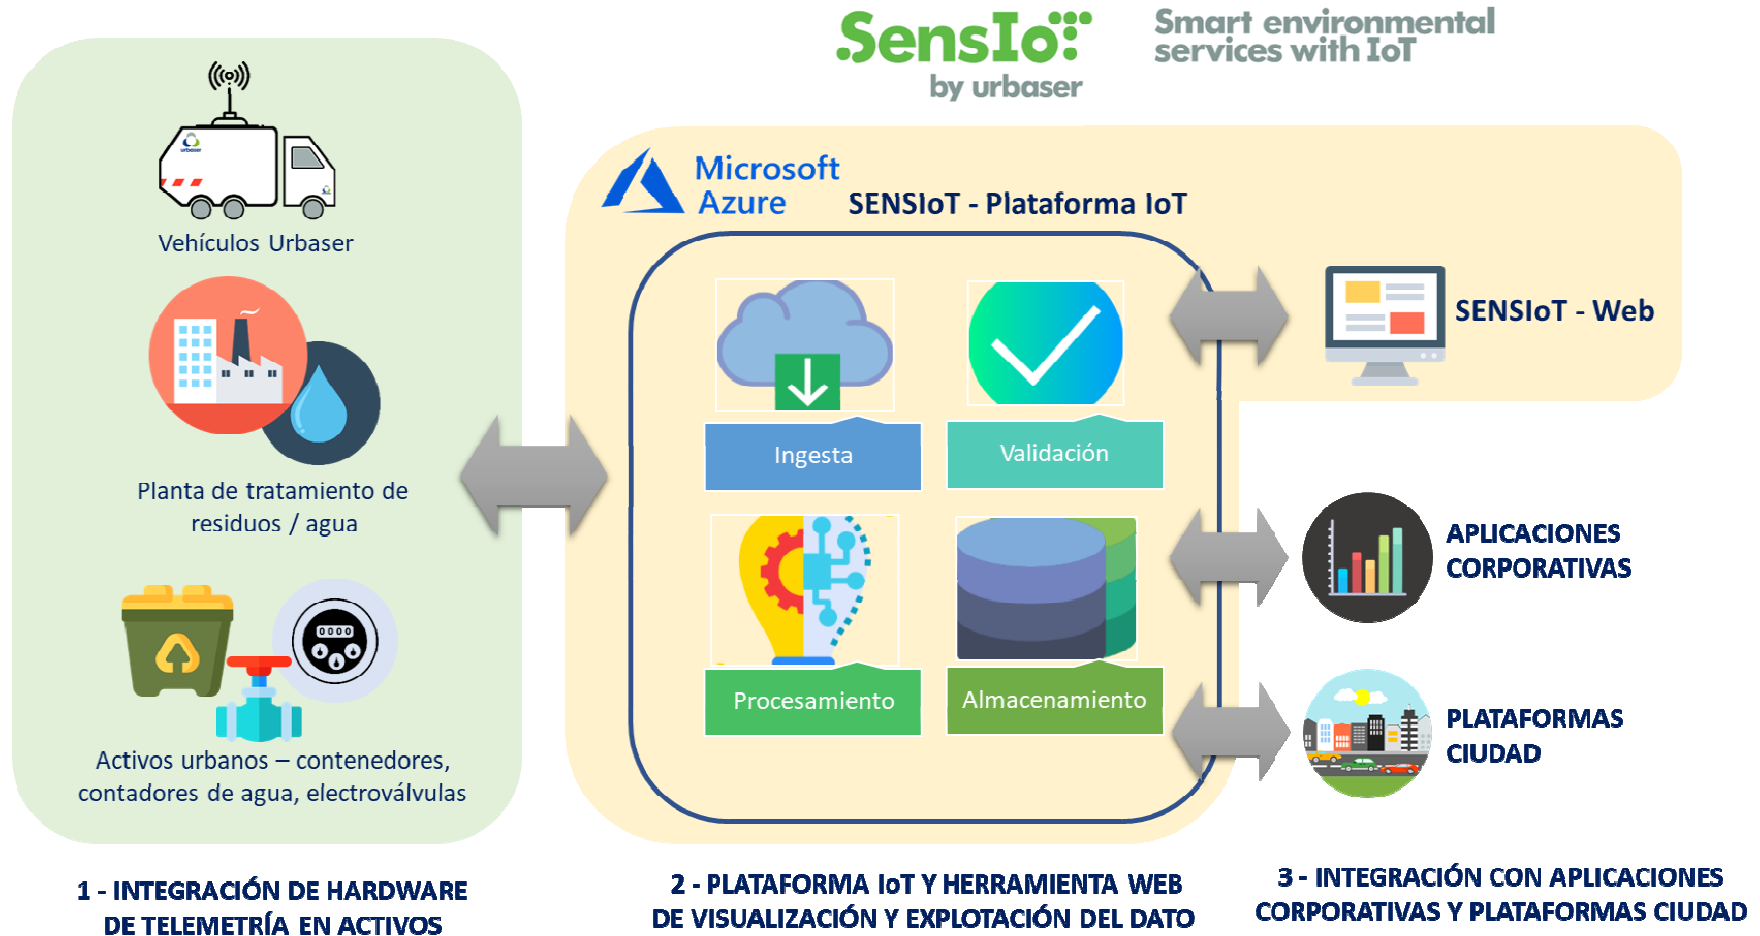 SensIoT
by urbaser
Smart environmental
services with IoT
urbaser
Vehículos Urbaser
Planta de tratamiento de
residuos / agua
0000
Activos urbanos – contenedores,
contadores de agua, electroválvulas
1 - INTEGRACIÓN DE HARDWARE
DE TELEMETRÍA EN ACTIVOS
Microsoft
Azure
SENSIoT - Plataforma IoT
Ingesta
Validación
Procesamiento
Almacenamiento
2 - PLATAFORMA IoT Y HERRAMIENTA WEB
DE VISUALIZACIÓN Y EXPLOTACIÓN DEL DATO
SENSIoT - Web
APLICACIONES
CORPORATIVAS
PLATAFORMAS
CIUDAD
3 - INTEGRACIÓN CON APLICACIONES
CORPORATIVAS Y PLATAFORMAS CIUDAD